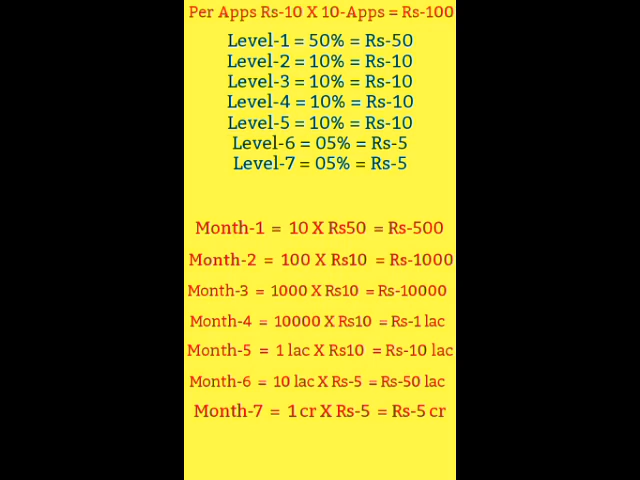 Per Apps Rs-10 X 10-Apps = Rs-100
Level-1 = 50% = Rs-50
Level-2 = 10% = Rs-10
Level-3 = 10% = Rs-10
Level-4 = 10% = Rs-10
Level-5 = 10% = Rs-10
Level-6 = 05% = Rs-5
Level-7 = 05% = Rs-5
Month-1 = 10 X Rs50 = Rs-500
Month-2 = 100 X Rs10 = Rs-1000
Month-3 = 1000 X Rs10 = Rs-10000
Month-4 = 10000 X Rs10 = Rs-1 lac
Month-5 = 1 lac X Rs10 = Rs-10 lac
Month-6 = 10 lac X Rs-5 = Rs-50 lac
Month-7 = 1 cr X Rs-5 = Rs-5 cr